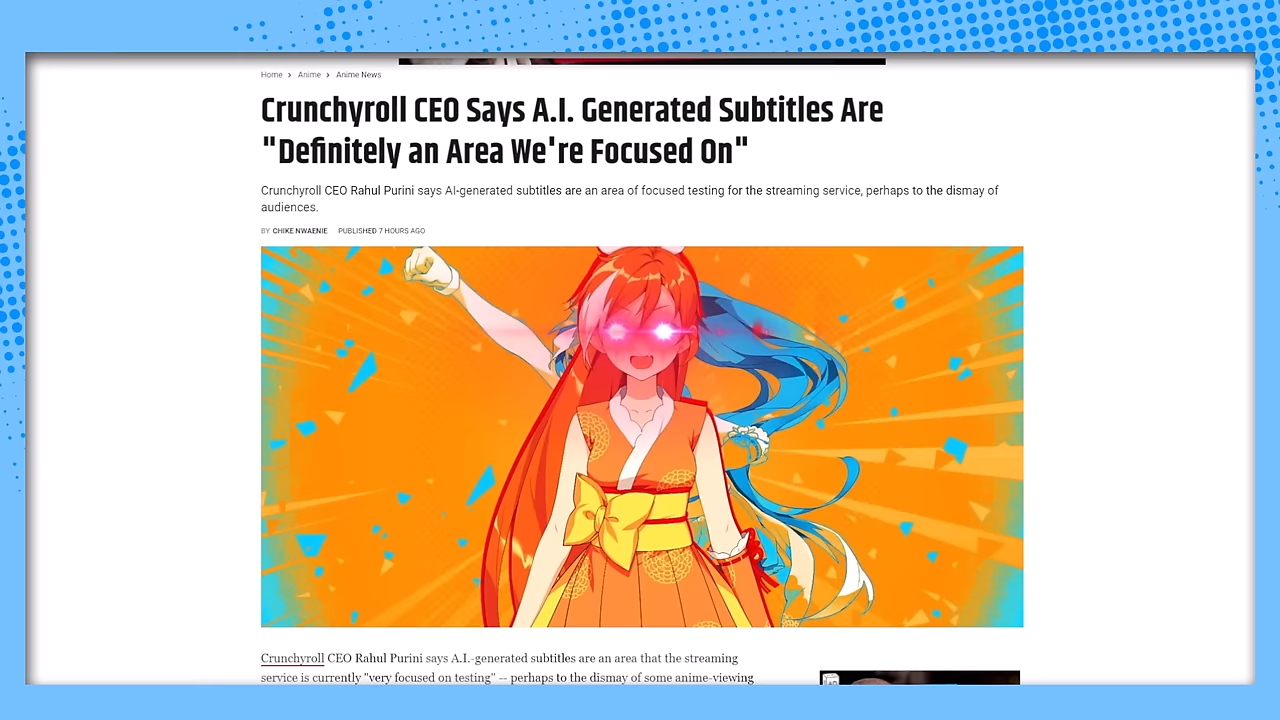 Home > Anime > Anime News
Crunchyroll CEO Says A.I. Generated Subtitles Are
"Definitely an Area We're Focused On"
Crunchyroll CEO Rahul Purini says AI-generated subtitles are an area of focused testing for the streaming service, perhaps to the dismay of
audiences.
BY CHIKE NWAENIE PUBLISHED 7 HOURS AGO
Crunchyroll CEO Rahul Purini says A.I.-generated subtitles are an area that the streaming
service is currently "very focused on testing" -- perhaps to the dismay of some anime-viewing